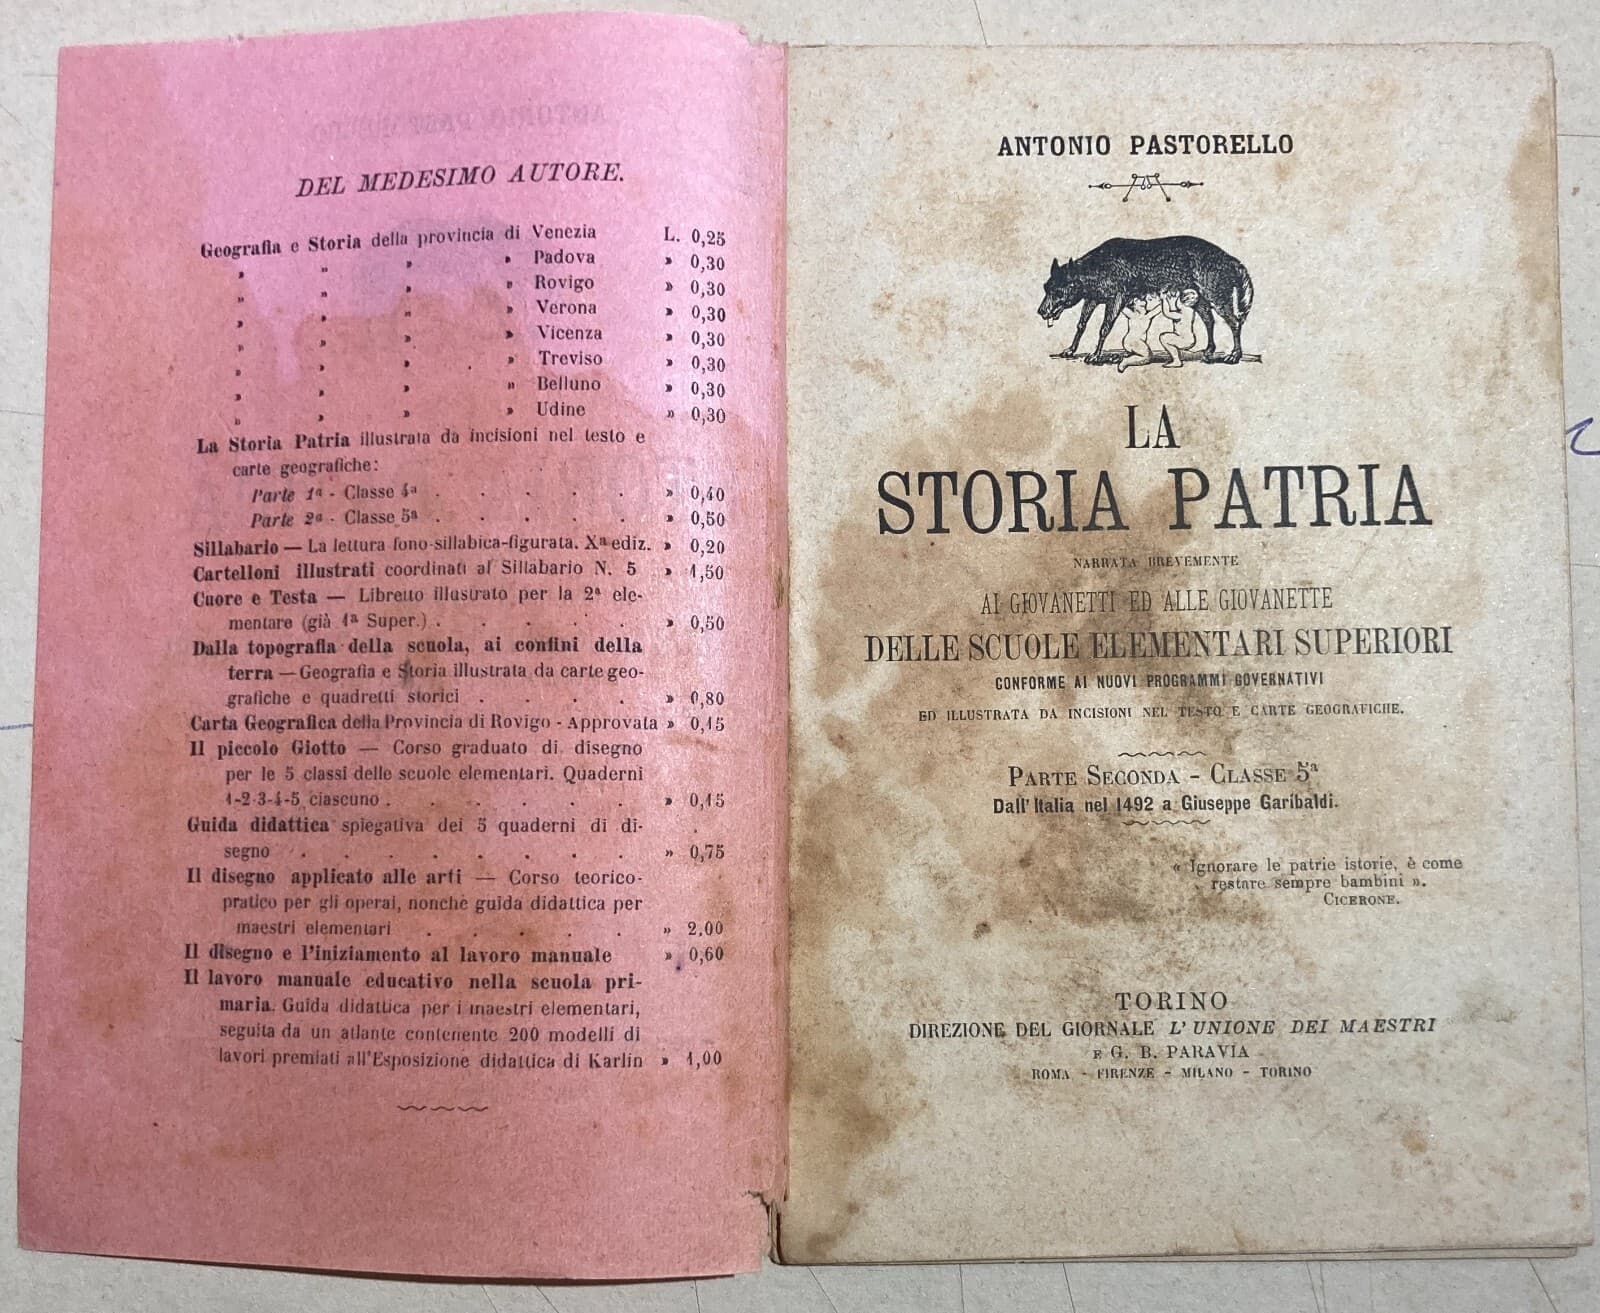 DEL MEDESIMO AUTORE.
Geografia e Storia della provincia di Venezia L. 0,25
» » » » Padova » 0,30
» » » » Rovigo » 0,30
» » » » Verona » 0,30
» » » » Vicenza » 0,30
» » » » Treviso » 0,30
» » » » Belluno » 0,30
» » » » Udine » 0,30
La Storia Patria illustrata da incisioni nel testo e
carte geografiche:
Parte 1ª - Classe 4ª . . . . . » 0,40
Parte 2ª - Classe 5ª . . . . . » 0,50
Sillabario — La lettura fono-sillabica-figurata. Xª ediz. » 0,20
Cartelloni illustrati coordinati al Sillabario N. 5 » 1,50
Cuore e Testa — Libretto illustrato per la 2ª ele-
mentare (già 1ª Super.) . . . . . » 0,50
Dalla topografia della scuola, ai confini della
terra — Geografia e Storia illustrata da carte geo-
grafiche e quadretti storici . . . . » 0,80
Carta Geografica della Provincia di Rovigo - Approvata » 0,15
Il piccolo Giotto — Corso graduato di disegno
per le 5 classi delle scuole elementari. Quaderni
1-2-3-4-5 ciascuno . . . . . . » 0,15
Guida didattica spiegativa dei 5 quaderni di di-
segno . . . . . . . . » 0,75
Il disegno applicato alle arti — Corso teorico-
pratico per gli operai, nonchè guida didattica per
maestri elementari . . . . . » 2,00
Il disegno e l'iniziamento al lavoro manuale » 0,60
Il lavoro manuale educativo nella scuola pri-
maria. Guida didattica per i maestri elementari,
seguita da un atlante contenente 200 modelli di
lavori premiati all'Esposizione didattica di Karlin » 1,00
ANTONIO PASTORELLO
LA
STORIA PATRIA
NARRATA BREVEMENTE
AI GIOVANETTI ED ALLE GIOVANETTE
DELLE SCUOLE ELEMENTARI SUPERIORI
CONFORME AI NUOVI PROGRAMMI GOVERNATIVI
ED ILLUSTRATA DA INCISIONI NEL TESTO E CARTE GEOGRAFICHE.
PARTE SECONDA - CLASSE 5ª
Dall'Italia nel 1492 a Giuseppe Garibaldi.
« Ignorare le patrie istorie, è come
restare sempre bambini ».
CICERONE.
TORINO
DIREZIONE DEL GIORNALE L'UNIONE DEI MAESTRI
E G. B. PARAVIA
ROMA - FIRENZE - MILANO - TORINO